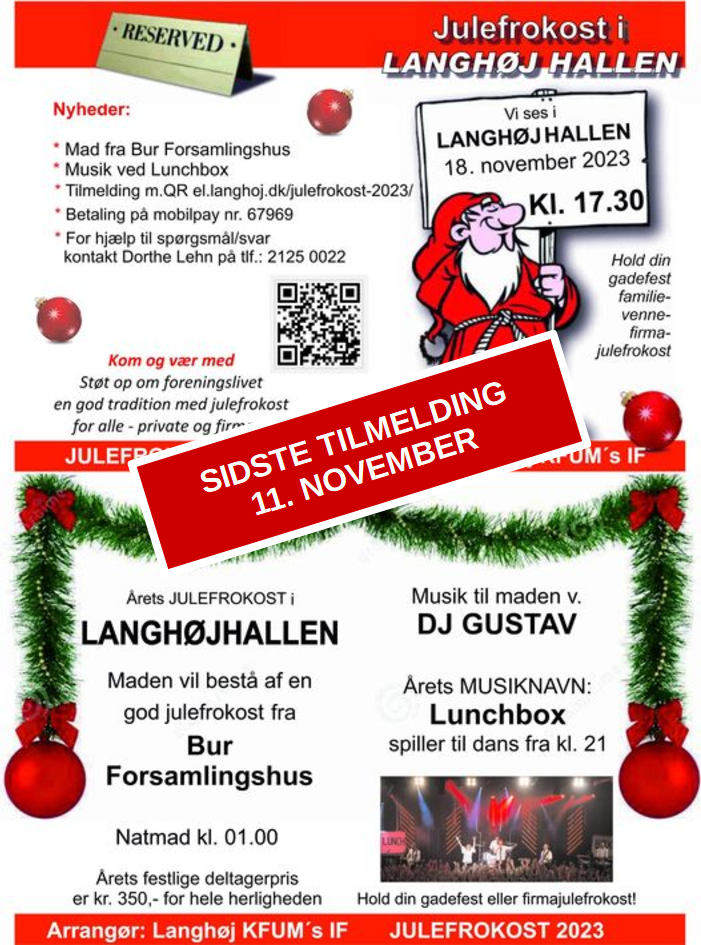 RESERVED
Julefrokost i
LANGHØJ HALLEN
Nyheder:
* Mad fra Bur Forsamlingshus
* Musik ved Lunchbox
* Tilmelding m.QR el.langhoj.dk/julefrokost-2023/
* Betaling på mobilpay nr. 67969
* For hjælp til spørgsmål/svar
kontakt Dorthe Lehn på tlf.: 2125 0022
Vi ses i
LANGHØJHALLEN
18. november 2023
Kl. 17.30
Hold din
gadefest
familie-
venne-
firma-
julefrokost
Kom og vær med
Støt op om foreningslivet
en god tradition med julefrokost
for alle - private og
SIDSTE TILMELDING
11. NOVEMBER
KFUM´s IF
Årets JULEFROKOST i
LANGHØJHALLEN
Maden vil bestå af en
god julefrokost fra
Bur
Forsamlingshus
Natmad kl. 01.00
Årets festlige deltagerpris
er kr. 350,- for hele herligheden
Musik til maden v.
DJ GUSTAV
Årets MUSIKNAVN:
Lunchbox
spiller til dans fra kl. 21
LUNCH
Hold din gadefest eller firmajulefrokost!
Arrangør: Langhøj KFUM´s IF JULEFROKOST 2023